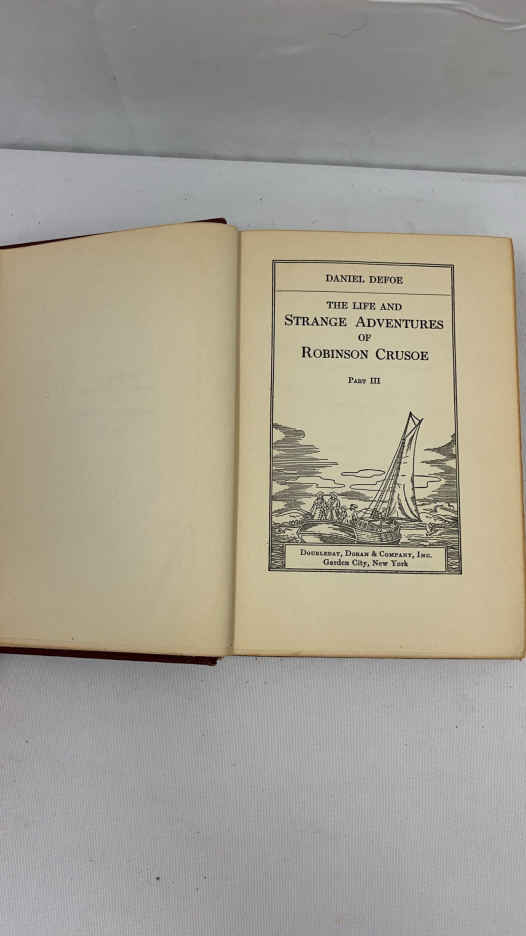 DANIEL DEFOE
THE LIFE AND
STRANGE ADVENTURES
OF
ROBINSON CRUSOE
PART III
DOUBLEDAY, DORAN & COMPANY, INC.
Garden City, New York